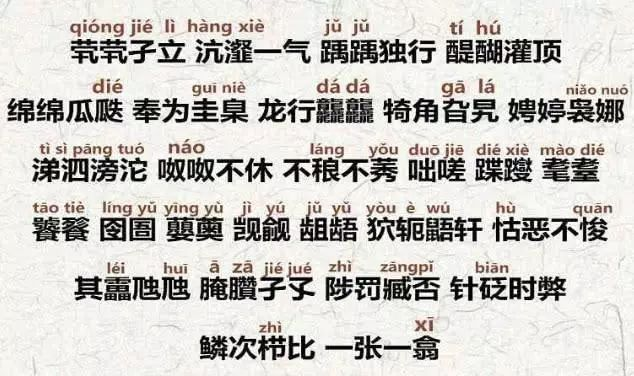 qióng jié lì hàng xiè jǔ jǔ tí hú
茕茕孑立 沆瀣一气 踽踽独行 醍醐灌顶
dié guī niè dá dá gā lá niǎo nuó
绵绵瓜瓞 奉为圭臬 龙行龘龘 犄角旮旯 娉婷袅娜
tì sì pāng tuó náo láng yǒu duō jiē dié xiè mào dié
涕泗滂沱 呶呶不休 不稂不莠 咄嗟 蹀躞 耄耋
tāo tiè líng yǔ yīng yù jì yú jǔ yǔ yòu è wú hù quān
饕餮 囹圄 蘡薁 觊觎 龃龉 狖轭鼯轩 怙恶不悛
léi huī ā zā jié jué zhì zāngpǐ biān
其靁虺虺 腌臢孑孓 陟罚臧否 针砭时弊
zhì xī
鳞次栉比 一张一翕